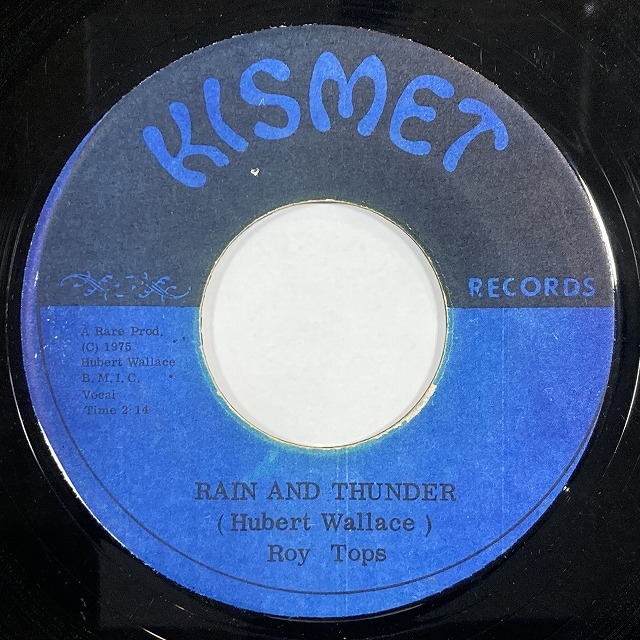 KISMET
RECORDS
A Rare Prod.
(C) 1975
Hubert Wallace
B. M. I. C.
Vocal
Time 2:14
RAIN AND THUNDER
( Hubert Wallace )
Roy Tops